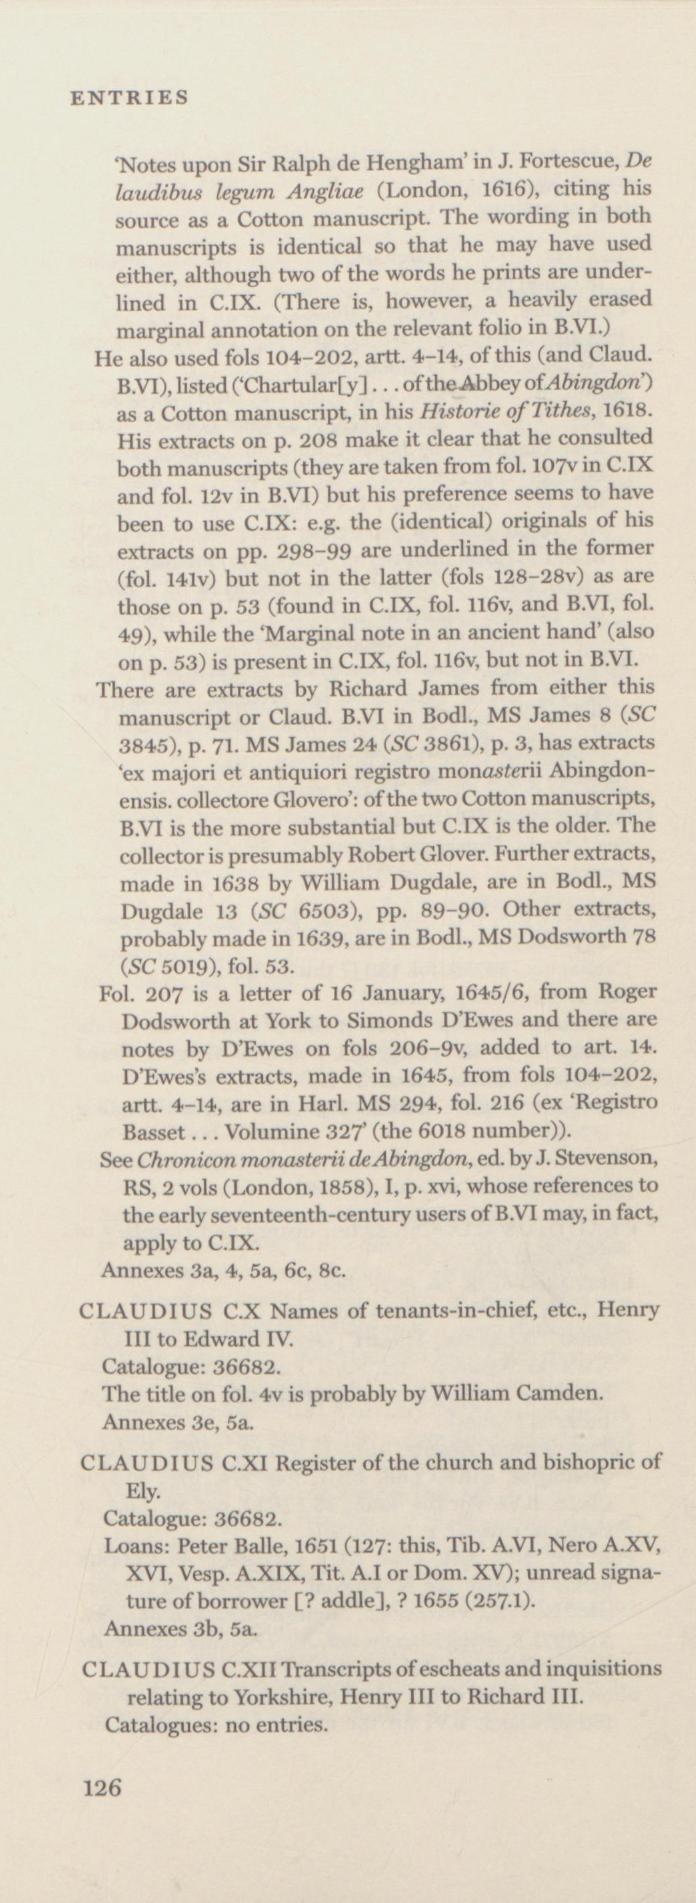 ENTRIES
‘Notes upon Sir Ralph de Hengham’ in J. Fortescue, De
laudibus legum Angliae (London, 1616), citing his
source as a Cotton manuscript. The wording in both
manuscripts is identical so that he may have used
either, although two of the words he prints are under-
lined in C.IX. (There is, however, a heavily erased
marginal annotation on the relevant folio in B.VI.)
He also used fols 104–202, artt. 4–14, of this (and Claud.
B.VI), listed (‘Chartular[y] . . . of the Abbey of Abingdon’)
as a Cotton manuscript, in his Historie of Tithes, 1618.
His extracts on p. 208 make it clear that he consulted
both manuscripts (they are taken from fol. 107v in C.IX
and fol. 12v in B.VI) but his preference seems to have
been to use C.IX: e.g. the (identical) originals of his
extracts on pp. 298–99 are underlined in the former
(fol. 141v) but not in the latter (fols 128–28v) as are
those on p. 53 (found in C.IX, fol. 116v, and B.VI, fol.
49), while the ‘Marginal note in an ancient hand’ (also
on p. 53) is present in C.IX, fol. 116v, but not in B.VI.
There are extracts by Richard James from either this
manuscript or Claud. B.VI in Bodl., MS James 8 (SC
3845), p. 71. MS James 24 (SC 3861), p. 3, has extracts
‘ex majori et antiquiori registro monasterii Abingdon-
ensis. collectore Glovero’: of the two Cotton manuscripts,
B.VI is the more substantial but C.IX is the older. The
collector is presumably Robert Glover. Further extracts,
made in 1638 by William Dugdale, are in Bodl., MS
Dugdale 13 (SC 6503), pp. 89–90. Other extracts,
probably made in 1639, are in Bodl., MS Dodsworth 78
(SC 5019), fol. 53.
Fol. 207 is a letter of 16 January, 1645/6, from Roger
Dodsworth at York to Simonds D’Ewes and there are
notes by D’Ewes on fols 206–9v, added to art. 14.
D’Ewes’s extracts, made in 1645, from fols 104–202,
artt. 4–14, are in Harl. MS 294, fol. 216 (ex ‘Registro
Basset . . . Volumine 327’ (the 6018 number)).
See Chronicon monasterii de Abingdon, ed. by J. Stevenson,
RS, 2 vols (London, 1858), I, p. xvi, whose references to
the early seventeenth-century users of B.VI may, in fact,
apply to C.IX.
Annexes 3a, 4, 5a, 6c, 8c.
CLAUDIUS C.X Names of tenants-in-chief, etc., Henry
III to Edward IV.
Catalogue: 36682.
The title on fol. 4v is probably by William Camden.
Annexes 3e, 5a.
CLAUDIUS C.XI Register of the church and bishopric of
Ely.
Catalogue: 36682.
Loans: Peter Balle, 1651 (127: this, Tib. A.VI, Nero A.XV,
XVI, Vesp. A.XIX, Tit. A.I or Dom. XV); unread signa-
ture of borrower [? addle], ? 1655 (257.1).
Annexes 3b, 5a.
CLAUDIUS C.XII Transcripts of escheats and inquisitions
relating to Yorkshire, Henry III to Richard III.
Catalogues: no entries.
126